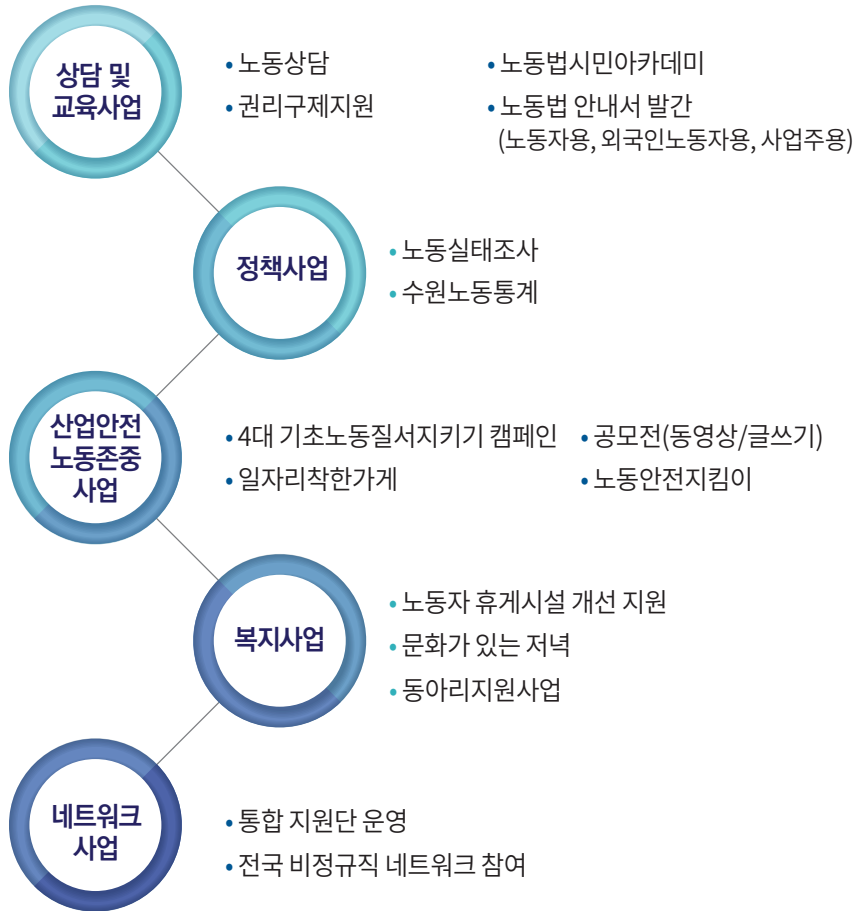 상담 및
교육사업
• 노동상담
• 권리구제지원
• 노동법시민아카데미
• 노동법 안내서 발간
(노동자용, 외국인노동자용, 사업주용)
정책사업
• 노동실태조사
• 수원노동통계
산업안전
노동존중
사업
• 4대 기초노동질서지키기 캠페인
• 일자리착한가게
• 공모전(동영상/글쓰기)
• 노동안전지킴이
복지사업
• 노동자 휴게시설 개선 지원
• 문화가 있는 저녁
• 동아리지원사업
네트워크
사업
• 통합 지원단 운영
• 전국 비정규직 네트워크 참여